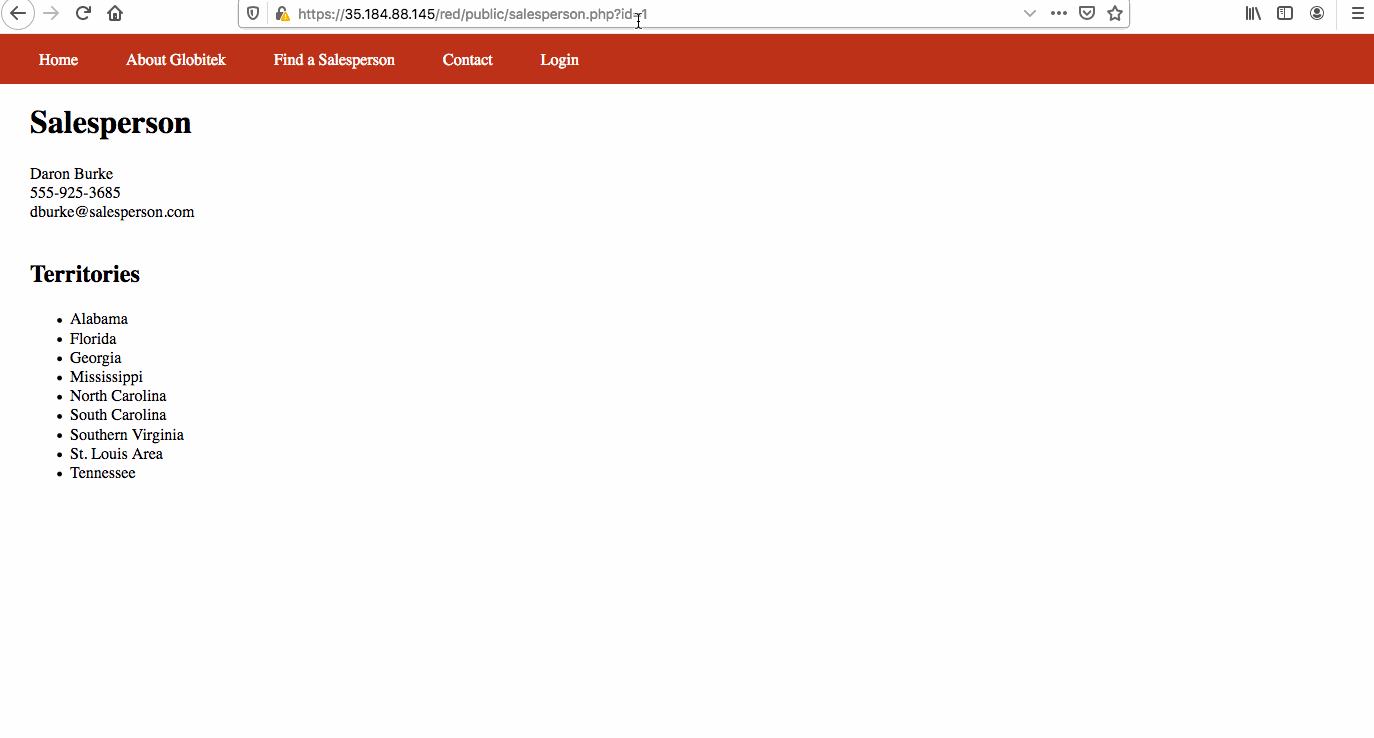 https://35.184.88.145/red/public/salesperson.php?id=1
Home About Globitek Find a Salesperson Contact Login
Salesperson
Daron Burke
555-925-3685
dburke@salesperson.com
Territories
Alabama
Florida
Georgia
Mississippi
North Carolina
South Carolina
Southern Virginia
St. Louis Area
Tennessee